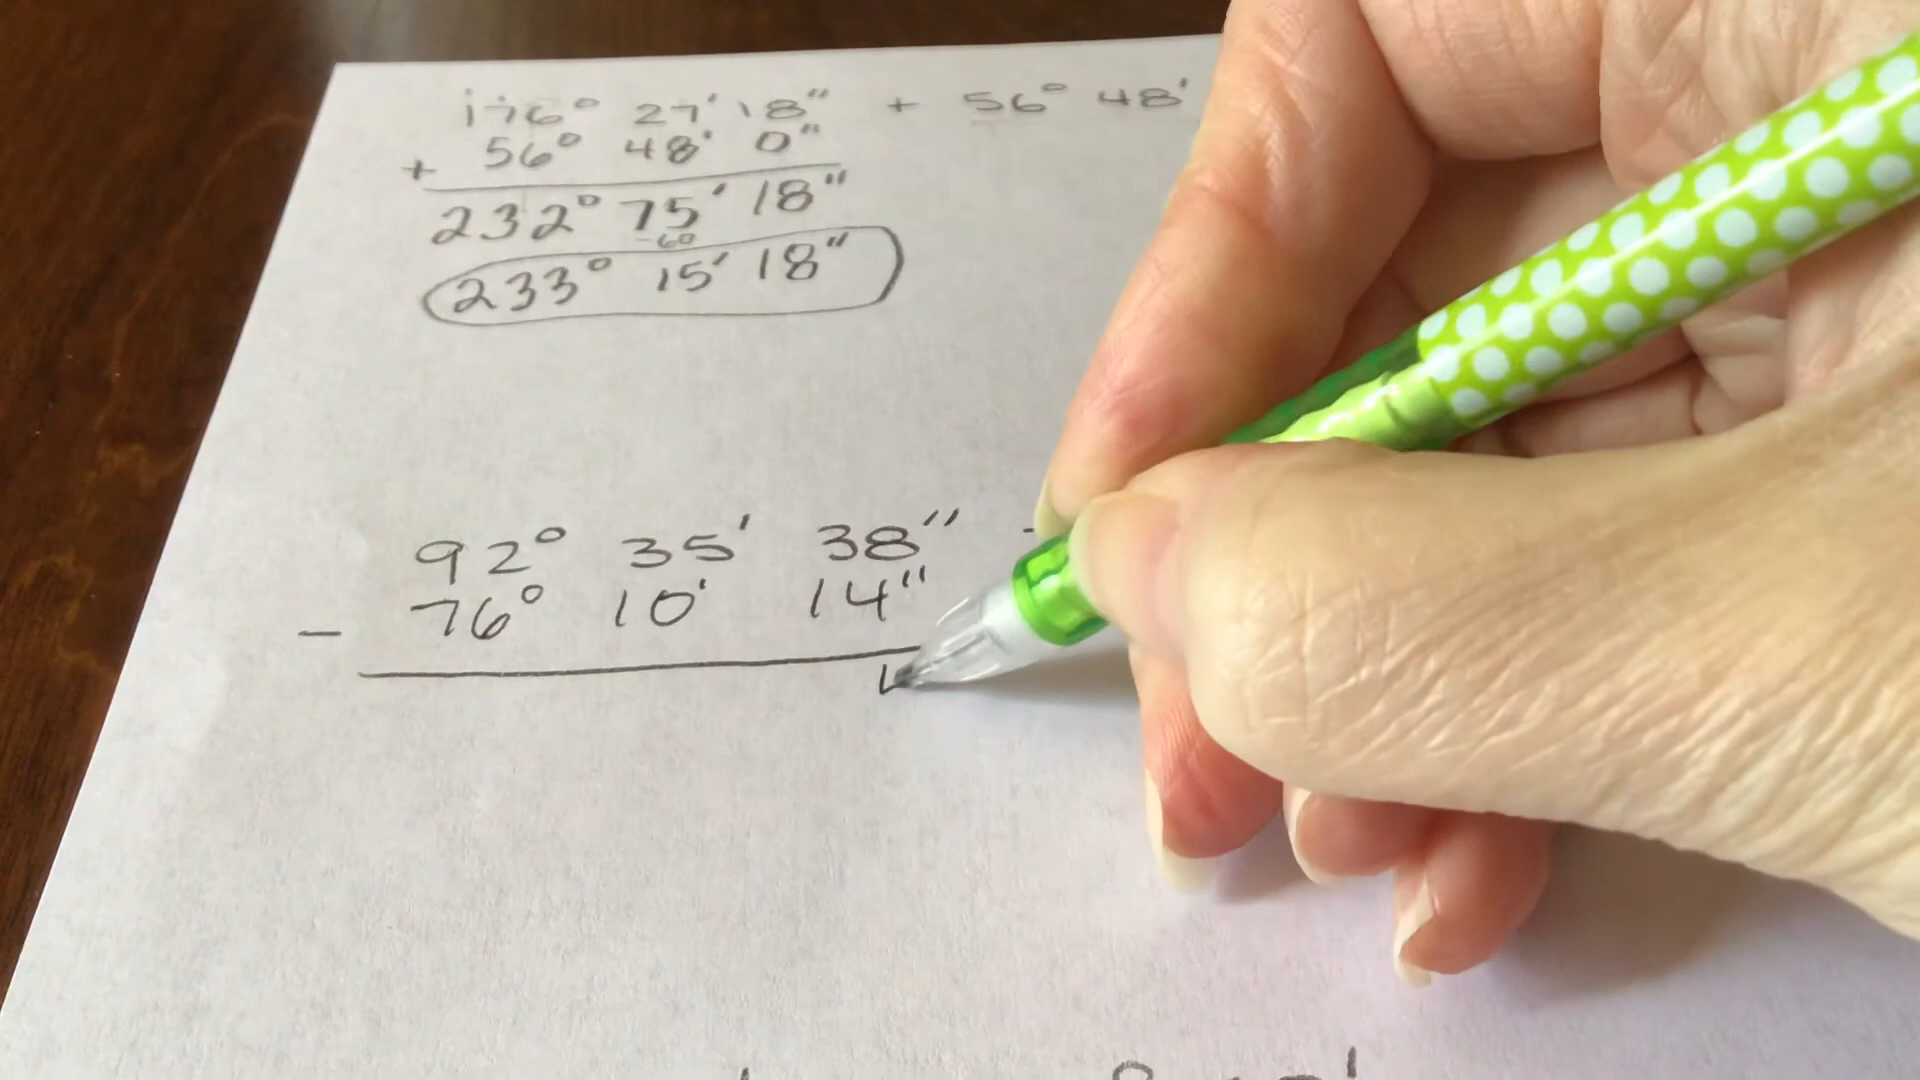 176° 27' 18" + 56° 48'
+ 56° 48' 0"
232° 75' 18"
-60
233° 15' 18"
92° 35' 38" -
- 76° 10' 14"